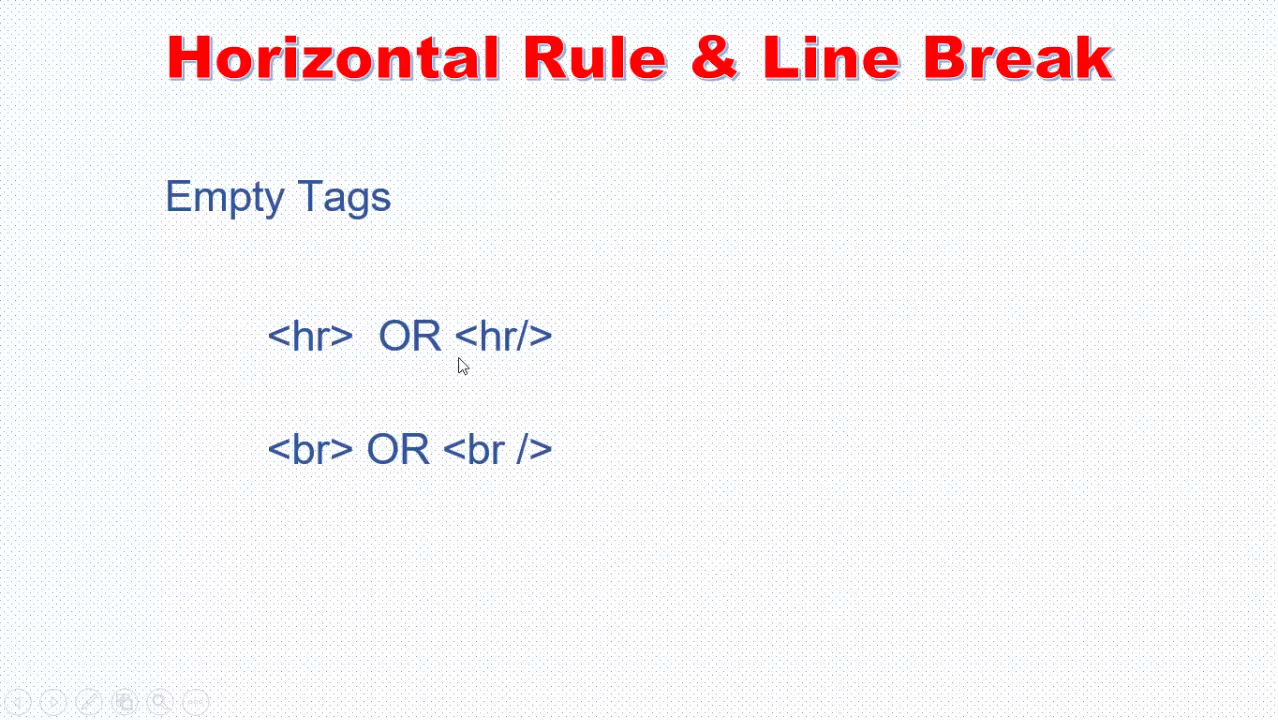 Horizontal Rule & Line Break
Empty Tags
<hr>  OR <hr/>
<br> OR <br />